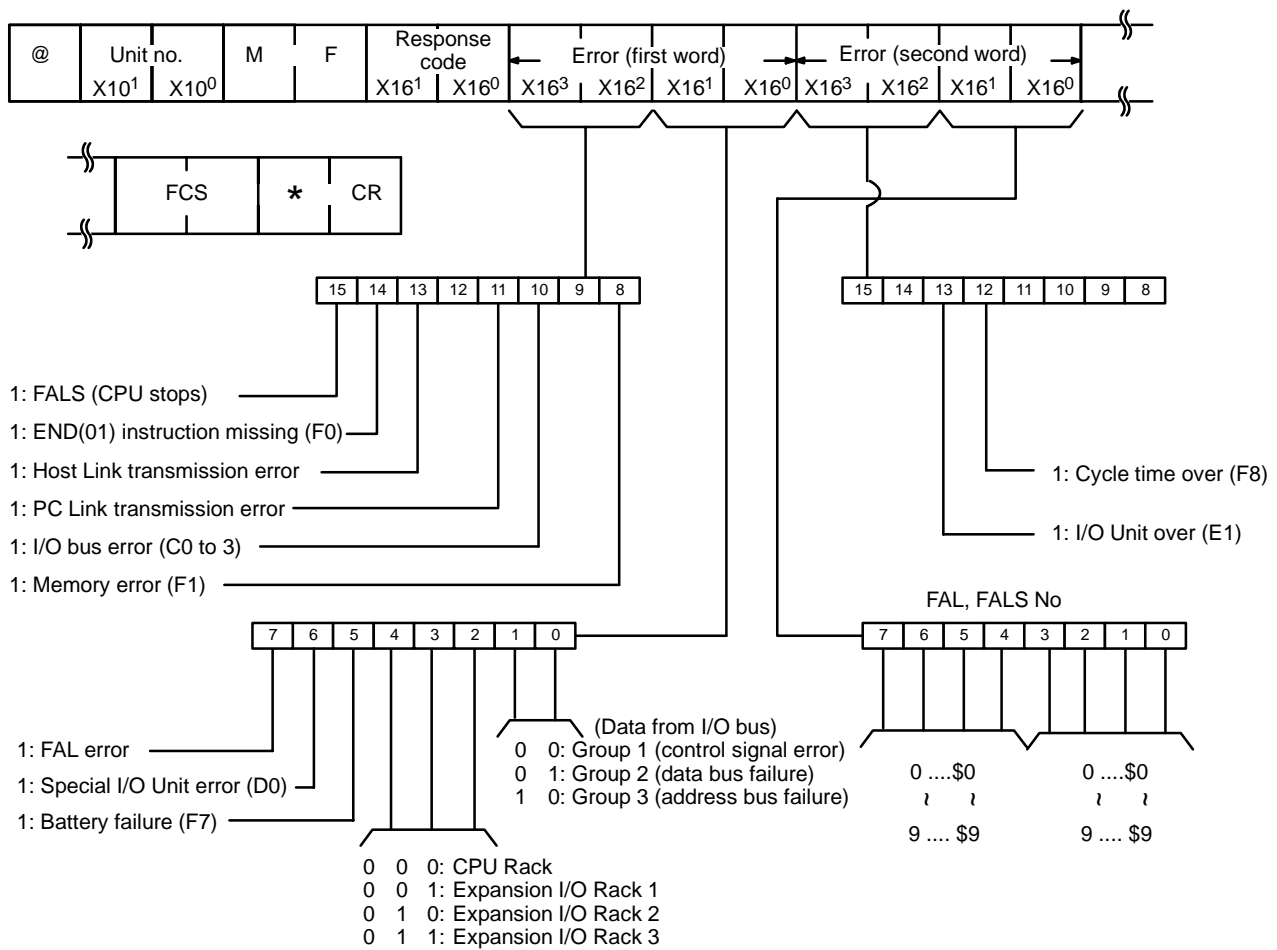 @ Unit no. M F Response code Error (first word) Error (second word)
X10¹ X10⁰ X16¹ X16⁰ X16³ X16² X16¹ X16⁰ X16³ X16² X16¹ X16⁰
FCS * CR
15 14 13 12 11 10 9 8
15 14 13 12 11 10 9 8
1: FALS (CPU stops)
1: END(01) instruction missing (F0)
1: Host Link transmission error
1: PC Link transmission error
1: I/O bus error (C0 to 3)
1: Memory error (F1)
1: Cycle time over (F8)
1: I/O Unit over (E1)
FAL, FALS No
7 6 5 4 3 2 1 0
7 6 5 4 3 2 1 0
1: FAL error
1: Special I/O Unit error (D0)
1: Battery failure (F7)
(Data from I/O bus)
0 0: Group 1 (control signal error)
0 1: Group 2 (data bus failure)
1 0: Group 3 (address bus failure)
0 ....$0 0 ....$0
~ ~ ~ ~
9 .... $9 9 .... $9
0 0 0: CPU Rack
0 0 1: Expansion I/O Rack 1
0 1 0: Expansion I/O Rack 2
0 1 1: Expansion I/O Rack 3